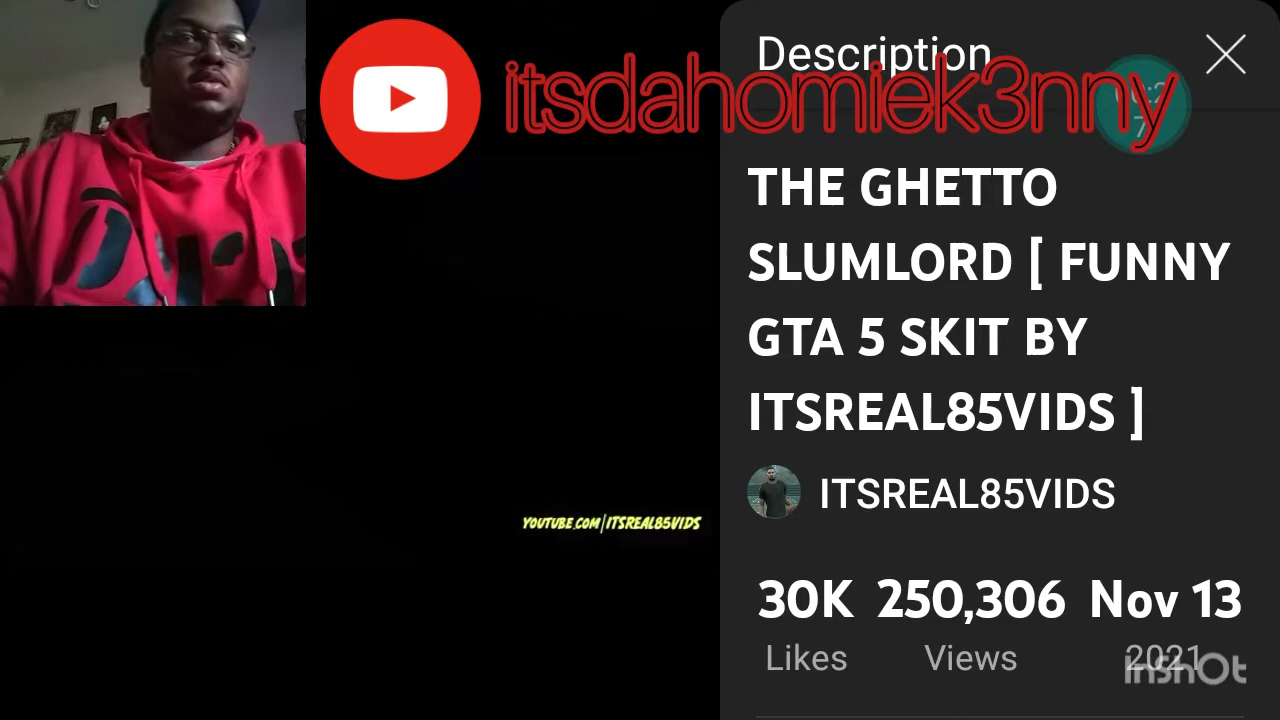 Description
itsdahomiek3nny
THE GHETTO
SLUMLORD [ FUNNY
GTA 5 SKIT BY
ITSREAL85VIDS ]
ITSREAL85VIDS
YOUTUBE.COM/ITSREAL85VIDS
30K 250,306 Nov 13
Likes Views 2021
InShOt